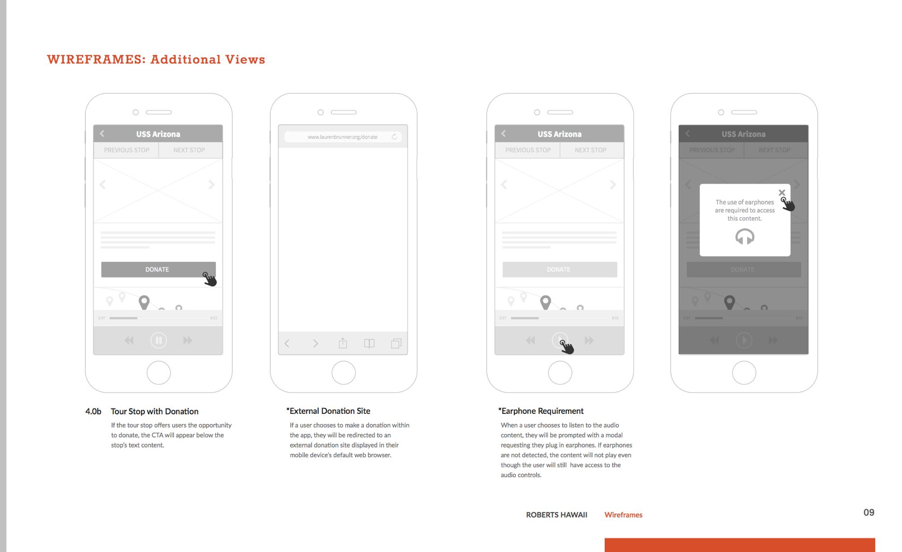 WIREFRAMES: Additional Views
USS Arizona
PREVIOUS STOP
NEXT STOP
DONATE
USS Arizona
PREVIOUS STOP
NEXT STOP
DONATE
USS Arizona
PREVIOUS STOP
NEXT STOP
The use of earphones
are required to access
this content.
DONATE
4.0b Tour Stop with Donation
If the tour stop offers users the opportunity
to donate, the CTA will appear below the
stop's text content.
*External Donation Site
If a user chooses to make a donation within
the app, they will be redirected to an
external donation site displayed in their
mobile device's default web browser.
*Earphone Requirement
When a user chooses to listen to the audio
content, they will be prompted with a modal
requesting they plug in earphones. If earphones
are not detected, the content will not play even
though the user will still have access to the
audio controls.
ROBERTS HAWAII
Wireframes
09